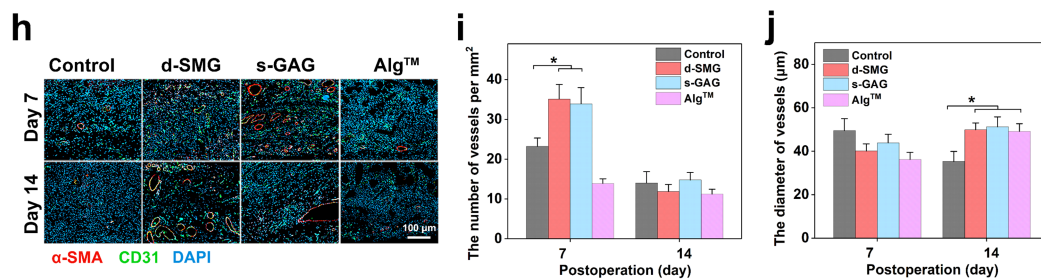 h
Control d-SMG s-GAG Alg™
Day 7
Day 14
100 μm
α-SMA CD31 DAPI
i
The number of vessels per mm²
40
30
20
10
0
*
Control
d-SMG
s-GAG
Alg™
7 14
Postoperation (day)
j
The diameter of vessels (μm)
80
60
40
20
0
Control
d-SMG
s-GAG
Alg™
*
7 14
Postoperation (day)